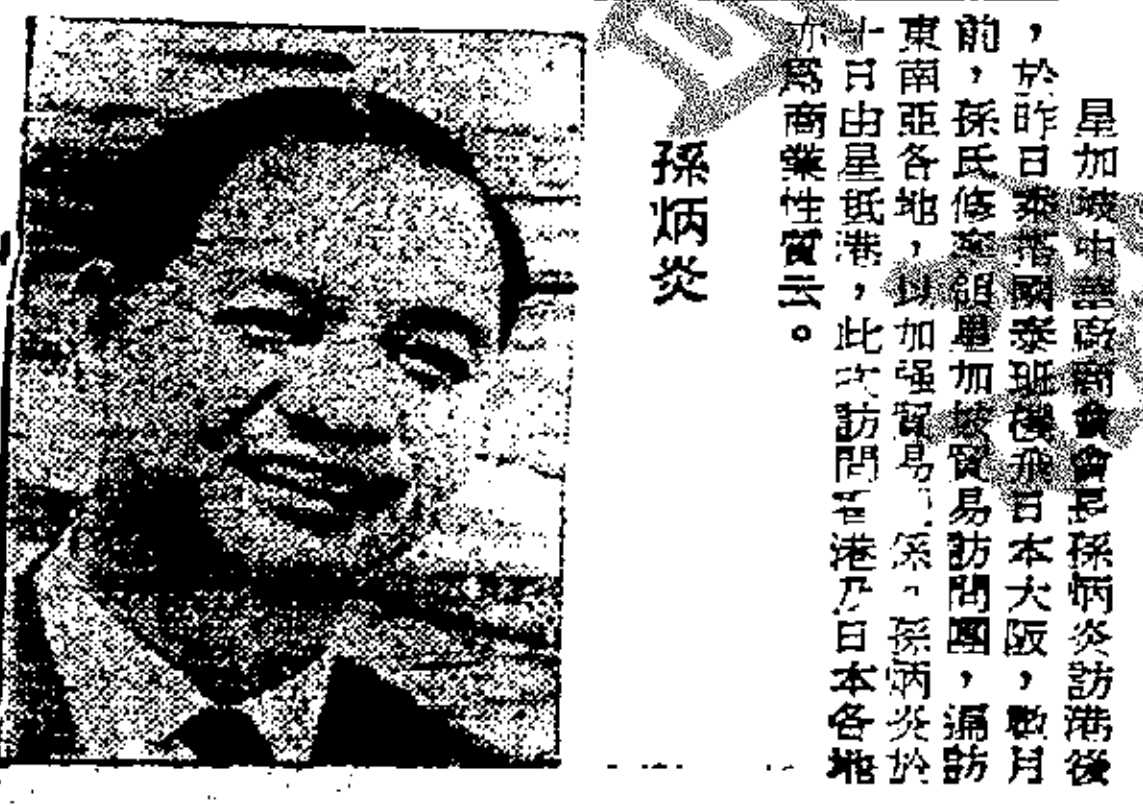 星加坡中華廠商會會長孫炳炎訪港後
，於昨日乘搭國泰班機飛日本大阪，數月
前，孫氏組星加坡貿易訪問團，遍訪
東南亞各地，以加强貿易係。孫炳炎於
十日由星抵港，此次訪問香港及日本各地
亦爲商業性質云。
孫炳炎